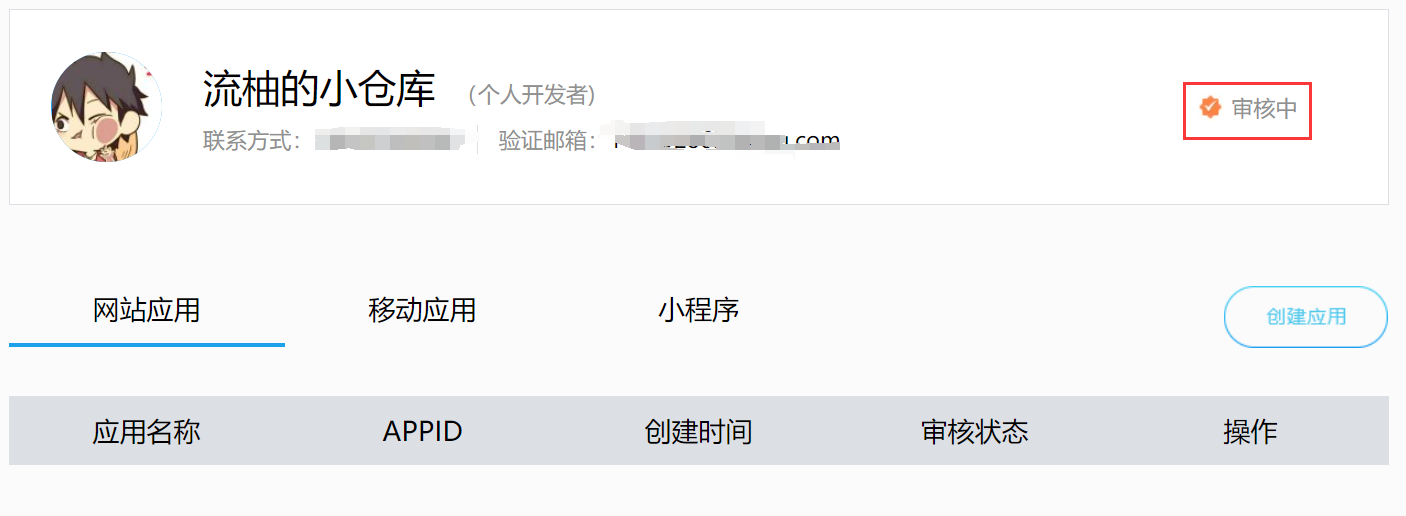 流柚的小仓库 （个人开发者）
审核中
联系方式： 验证邮箱： .com
网站应用 移动应用 小程序 创建应用
应用名称 APPID 创建时间 审核状态 操作